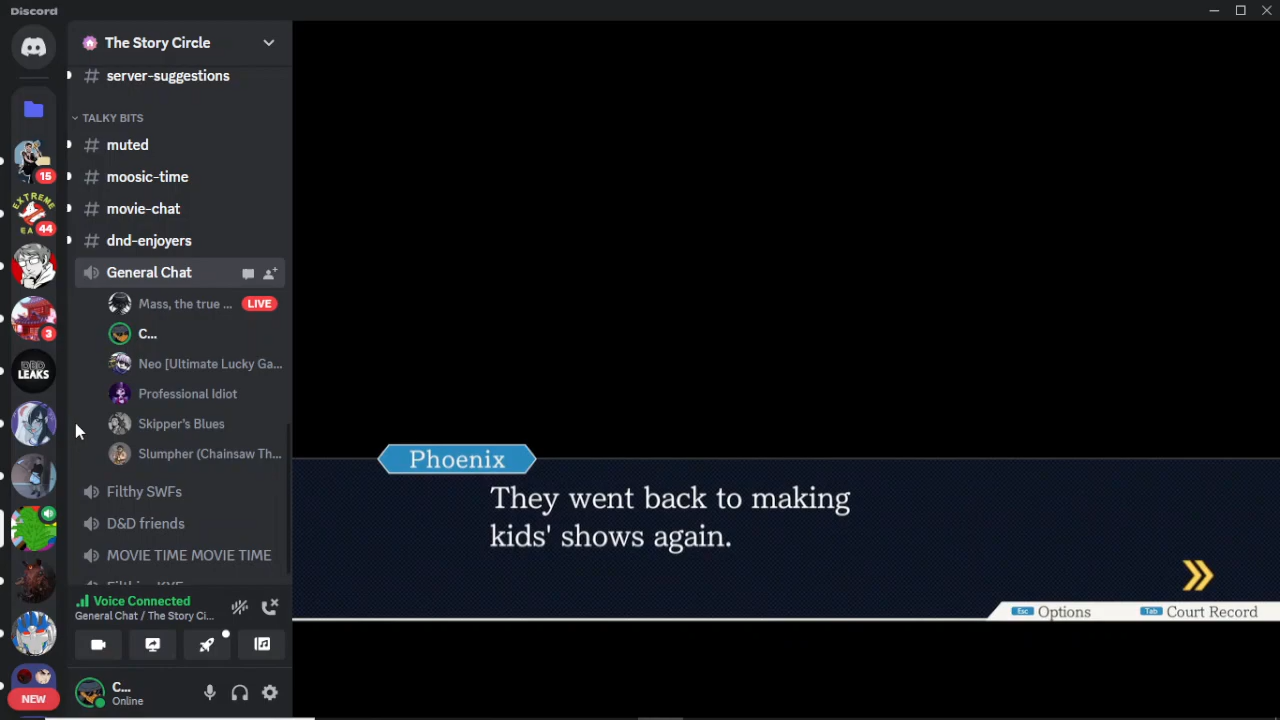 Discord
The Story Circle
server-suggestions
TALKY BITS
muted
moosic-time
movie-chat
dnd-enjoyers
General Chat
Mass, the true ...
LIVE
C...
Neo [Ultimate Lucky Ga...
Professional Idiot
Skipper's Blues
Slumpher (Chainsaw Th...
Filthy SWFs
D&D friends
MOVIE TIME MOVIE TIME
Voice Connected
General Chat / The Story Ci...
C...
Online
15
EXTREME
44
3
DBD
LEAKS
NEW
Phoenix
They went back to making
kids' shows again.
Esc Options
Tab Court Record